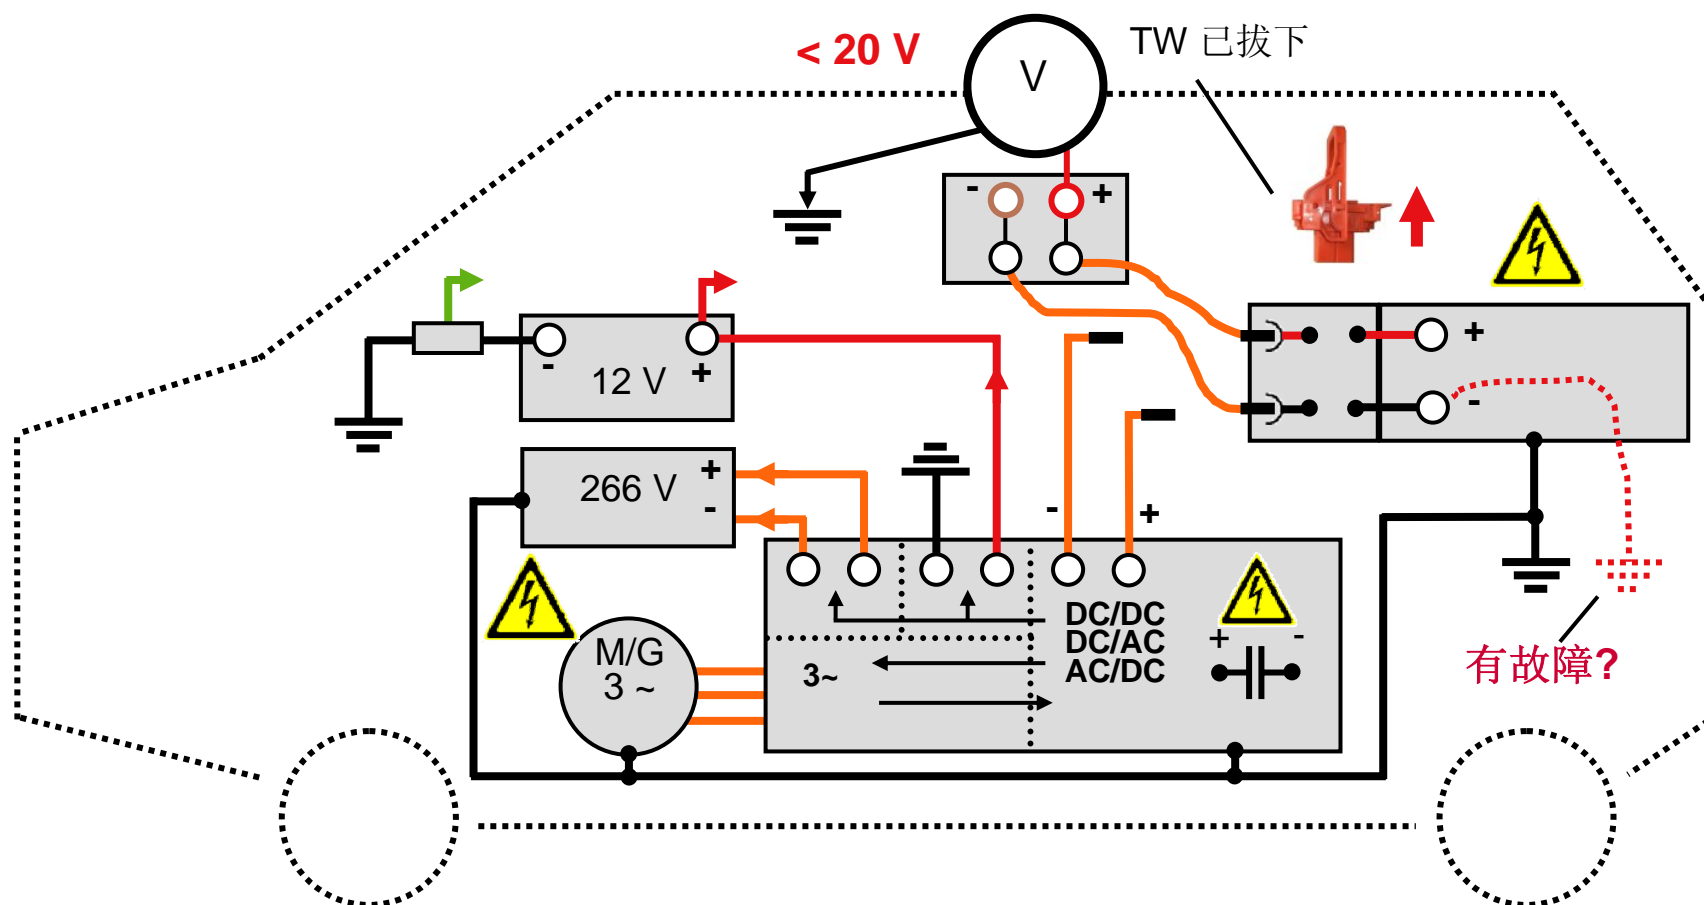 < 20 V
V
TW 已拔下
- +
12 V
- +
+
-
266 V
+
-
- +
DC/DC
DC/AC
AC/DC
+ -
M/G
3 ~
3~
有故障?